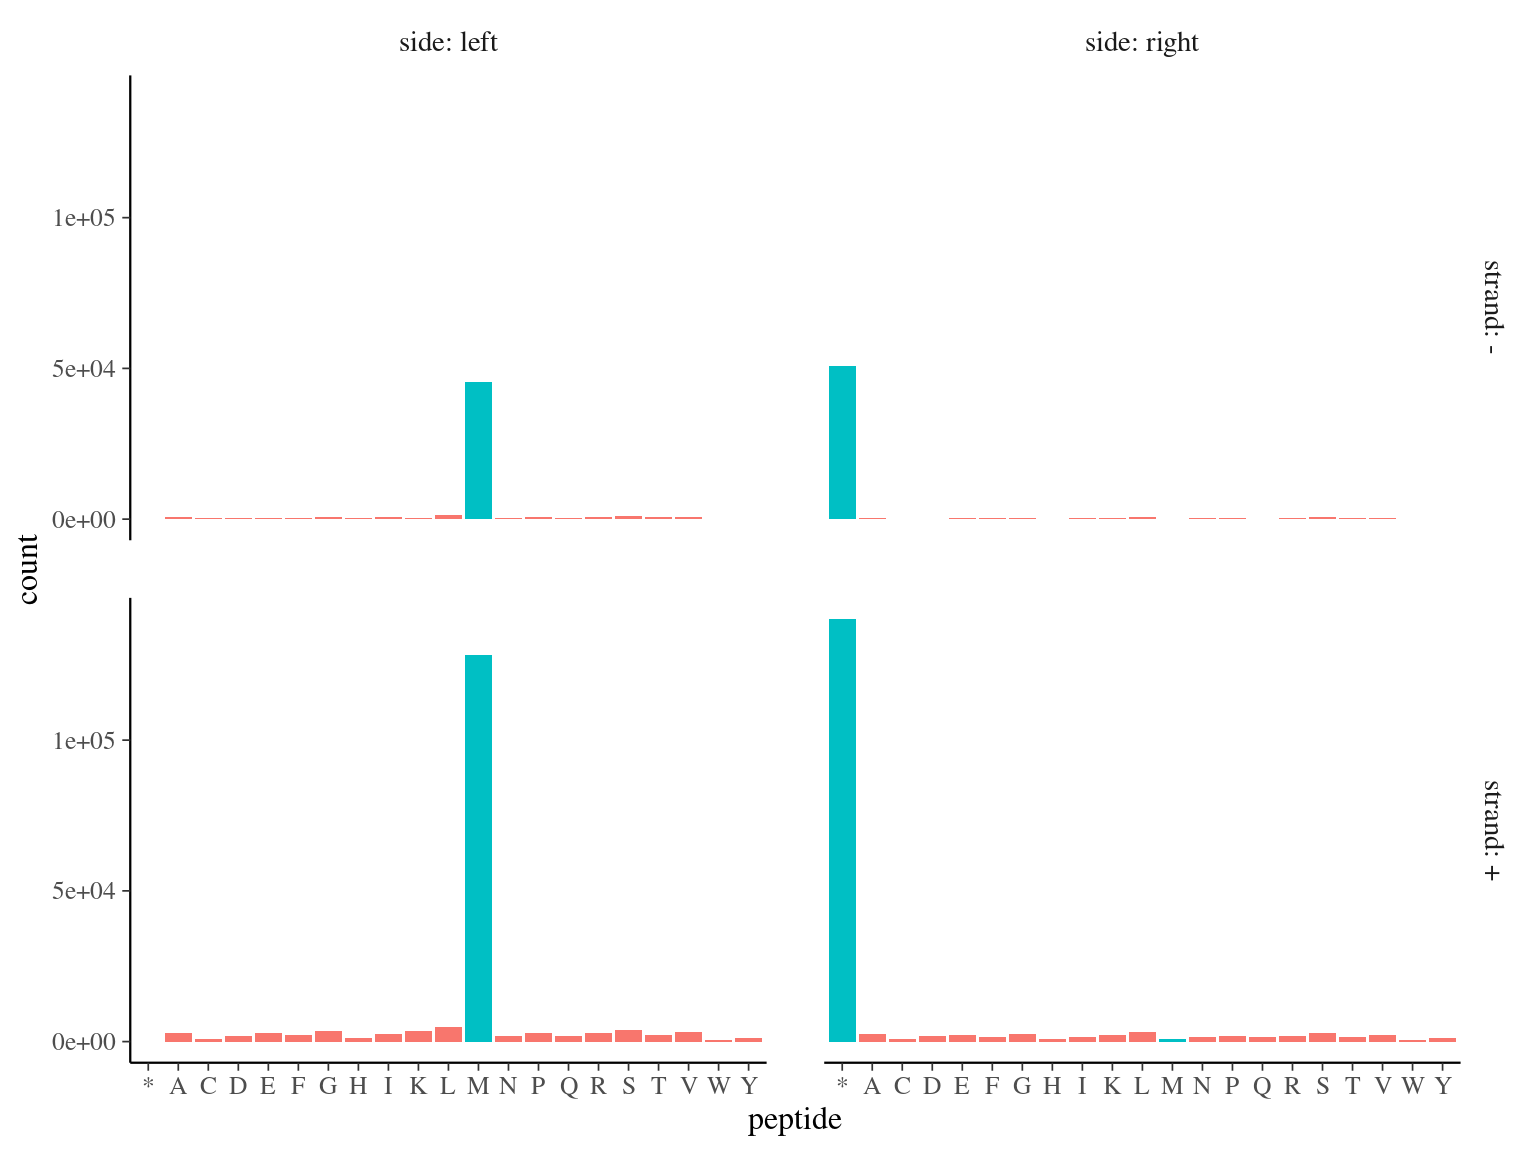 side: left
side: right
1e+05
5e+04
0e+00
strand: -
count
1e+05
5e+04
0e+00
strand: +
* A C D E F G H I K L M N P Q R S T V W Y
* A C D E F G H I K L M N P Q R S T V W Y
peptide